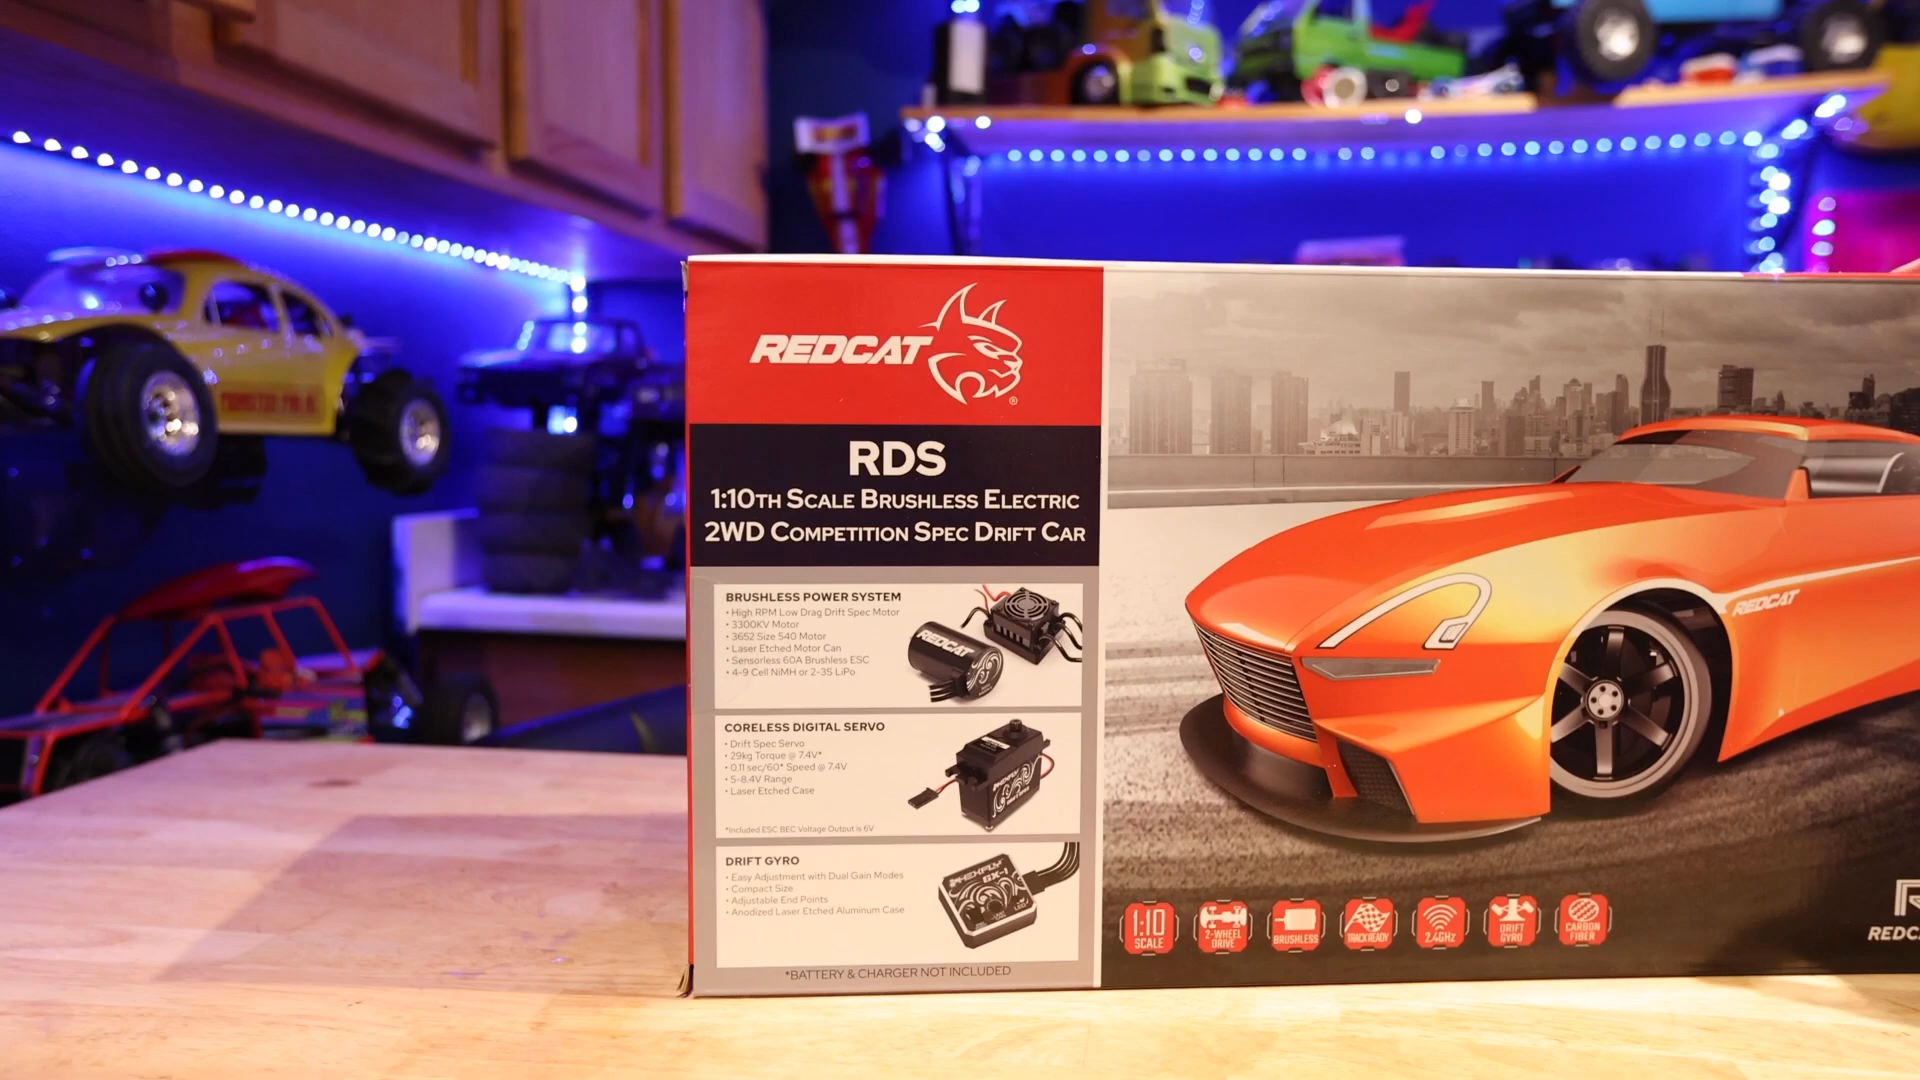 REDCAT
RDS
1:10TH SCALE BRUSHLESS ELECTRIC
2WD COMPETITION SPEC DRIFT CAR
BRUSHLESS POWER SYSTEM
• High RPM Low Drag Drift Spec Motor
• 3300KV Motor
• 3652 Size 540 Motor
• Laser Etched Motor Can
• Sensorless 60A Brushless ESC
• 4-9 Cell NiMH or 2-3S LiPo
REDCAT
CORELESS DIGITAL SERVO
• Drift Spec Servo
• 29kg Torque @ 7.4V*
• 0.11 sec/60° Speed @ 7.4V
• 5-8.4V Range
• Laser Etched Case
*Included ESC BEC Voltage Output is 6V
DRIFT GYRO
• Easy Adjustment with Dual Gain Modes
• Compact Size
• Adjustable End Points
• Anodized Laser Etched Aluminum Case
HEXFLY
GX-1
*BATTERY & CHARGER NOT INCLUDED
REDCAT
1:10 SCALE
2-WHEEL DRIVE
BRUSHLESS
TRACK READY
2.4GHz
DRIFT GYRO
CARBON FIBER